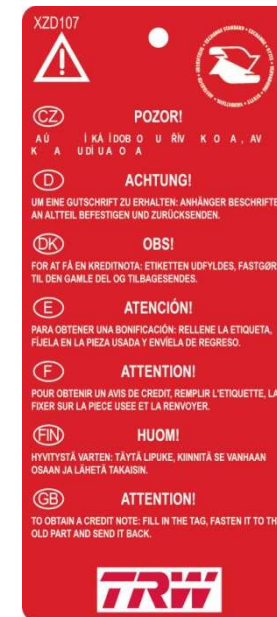 XZD107
CZ POZOR!
D ACHTUNG!
UM EINE GUTSCHRIFT ZU ERHALTEN: ANHÄNGER BESCHRIFTE
AN ALTTEIL BEFESTIGEN UND ZURÜCKSENDEN.
DK OBS!
FOR AT FÅ EN KREDITNOTA: ETIKETTEN UDFYLDES, FASTGØR
TIL DEN GAMLE DEL OG TILBAGESENDES.
E ATENCIÓN!
PARA OBTENER UNA BONIFICACIÓN: RELLENE LA ETIQUETA,
FÍJELA EN LA PIEZA USADA Y ENVÍELA DE REGRESO.
F ATTENTION!
POUR OBTENIR UN AVIS DE CREDIT, REMPLIR L'ETIQUETTE, LA
FIXER SUR LA PIECE USEE ET LA RENVOYER.
FIN HUOM!
HYVITYSTÄ VARTEN: TÄYTÄ LIPUKE, KIINNITÄ SE VANHAAN
OSAAN JA LÄHETÄ TAKAISIN.
GB ATTENTION!
TO OBTAIN A CREDIT NOTE: FILL IN THE TAG, FASTEN IT TO TH
OLD PART AND SEND IT BACK.
TRW